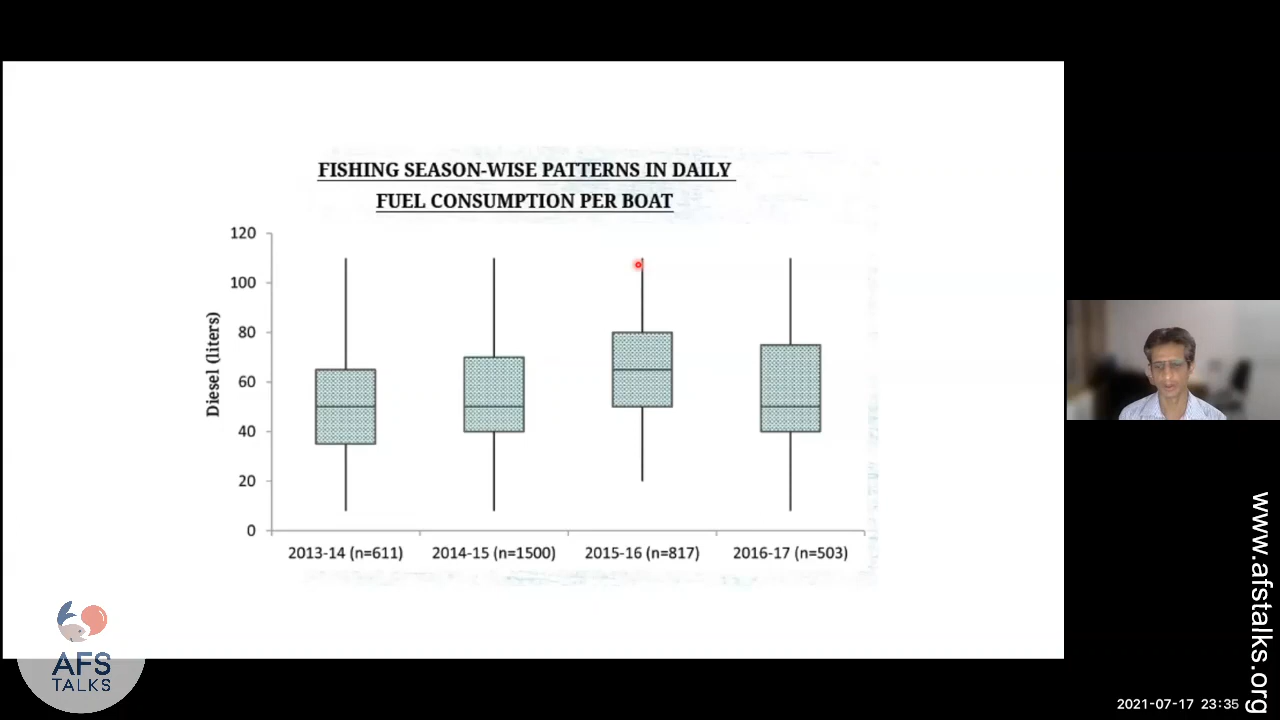 FISHING SEASON-WISE PATTERNS IN DAILY
FUEL CONSUMPTION PER BOAT
120
100
80
60
40
20
0
Diesel (liters)
2013-14 (n=611)
2014-15 (n=1500)
2015-16 (n=817)
2016-17 (n=503)
AFS
TALKS
www.afstalks.org
2021-07-17 23:35